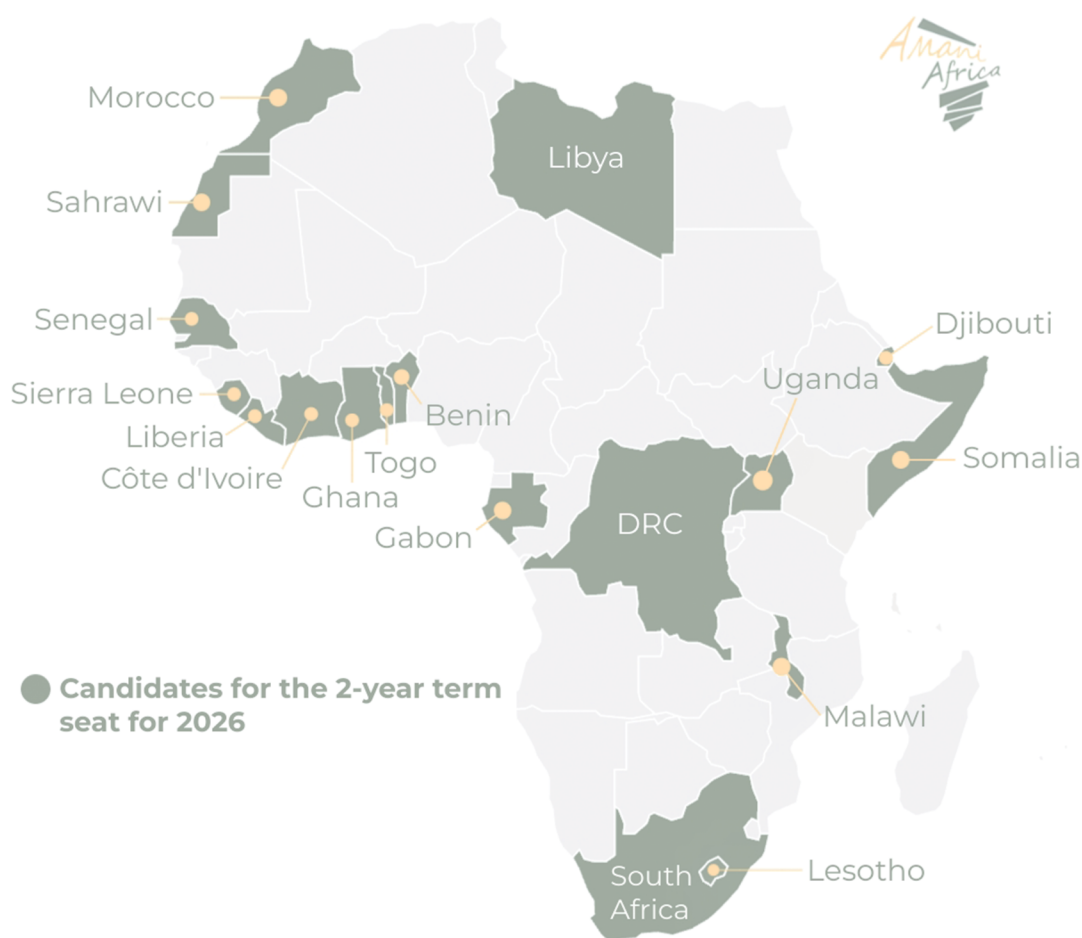 Amani
Africa
Morocco
Libya
Sahrawi
Senegal
Djibouti
Uganda
Sierra Leone
Benin
Liberia
Somalia
Togo
Côte d'Ivoire
Ghana
DRC
Gabon
Candidates for the 2-year term
seat for 2026
Malawi
South
Africa
Lesotho